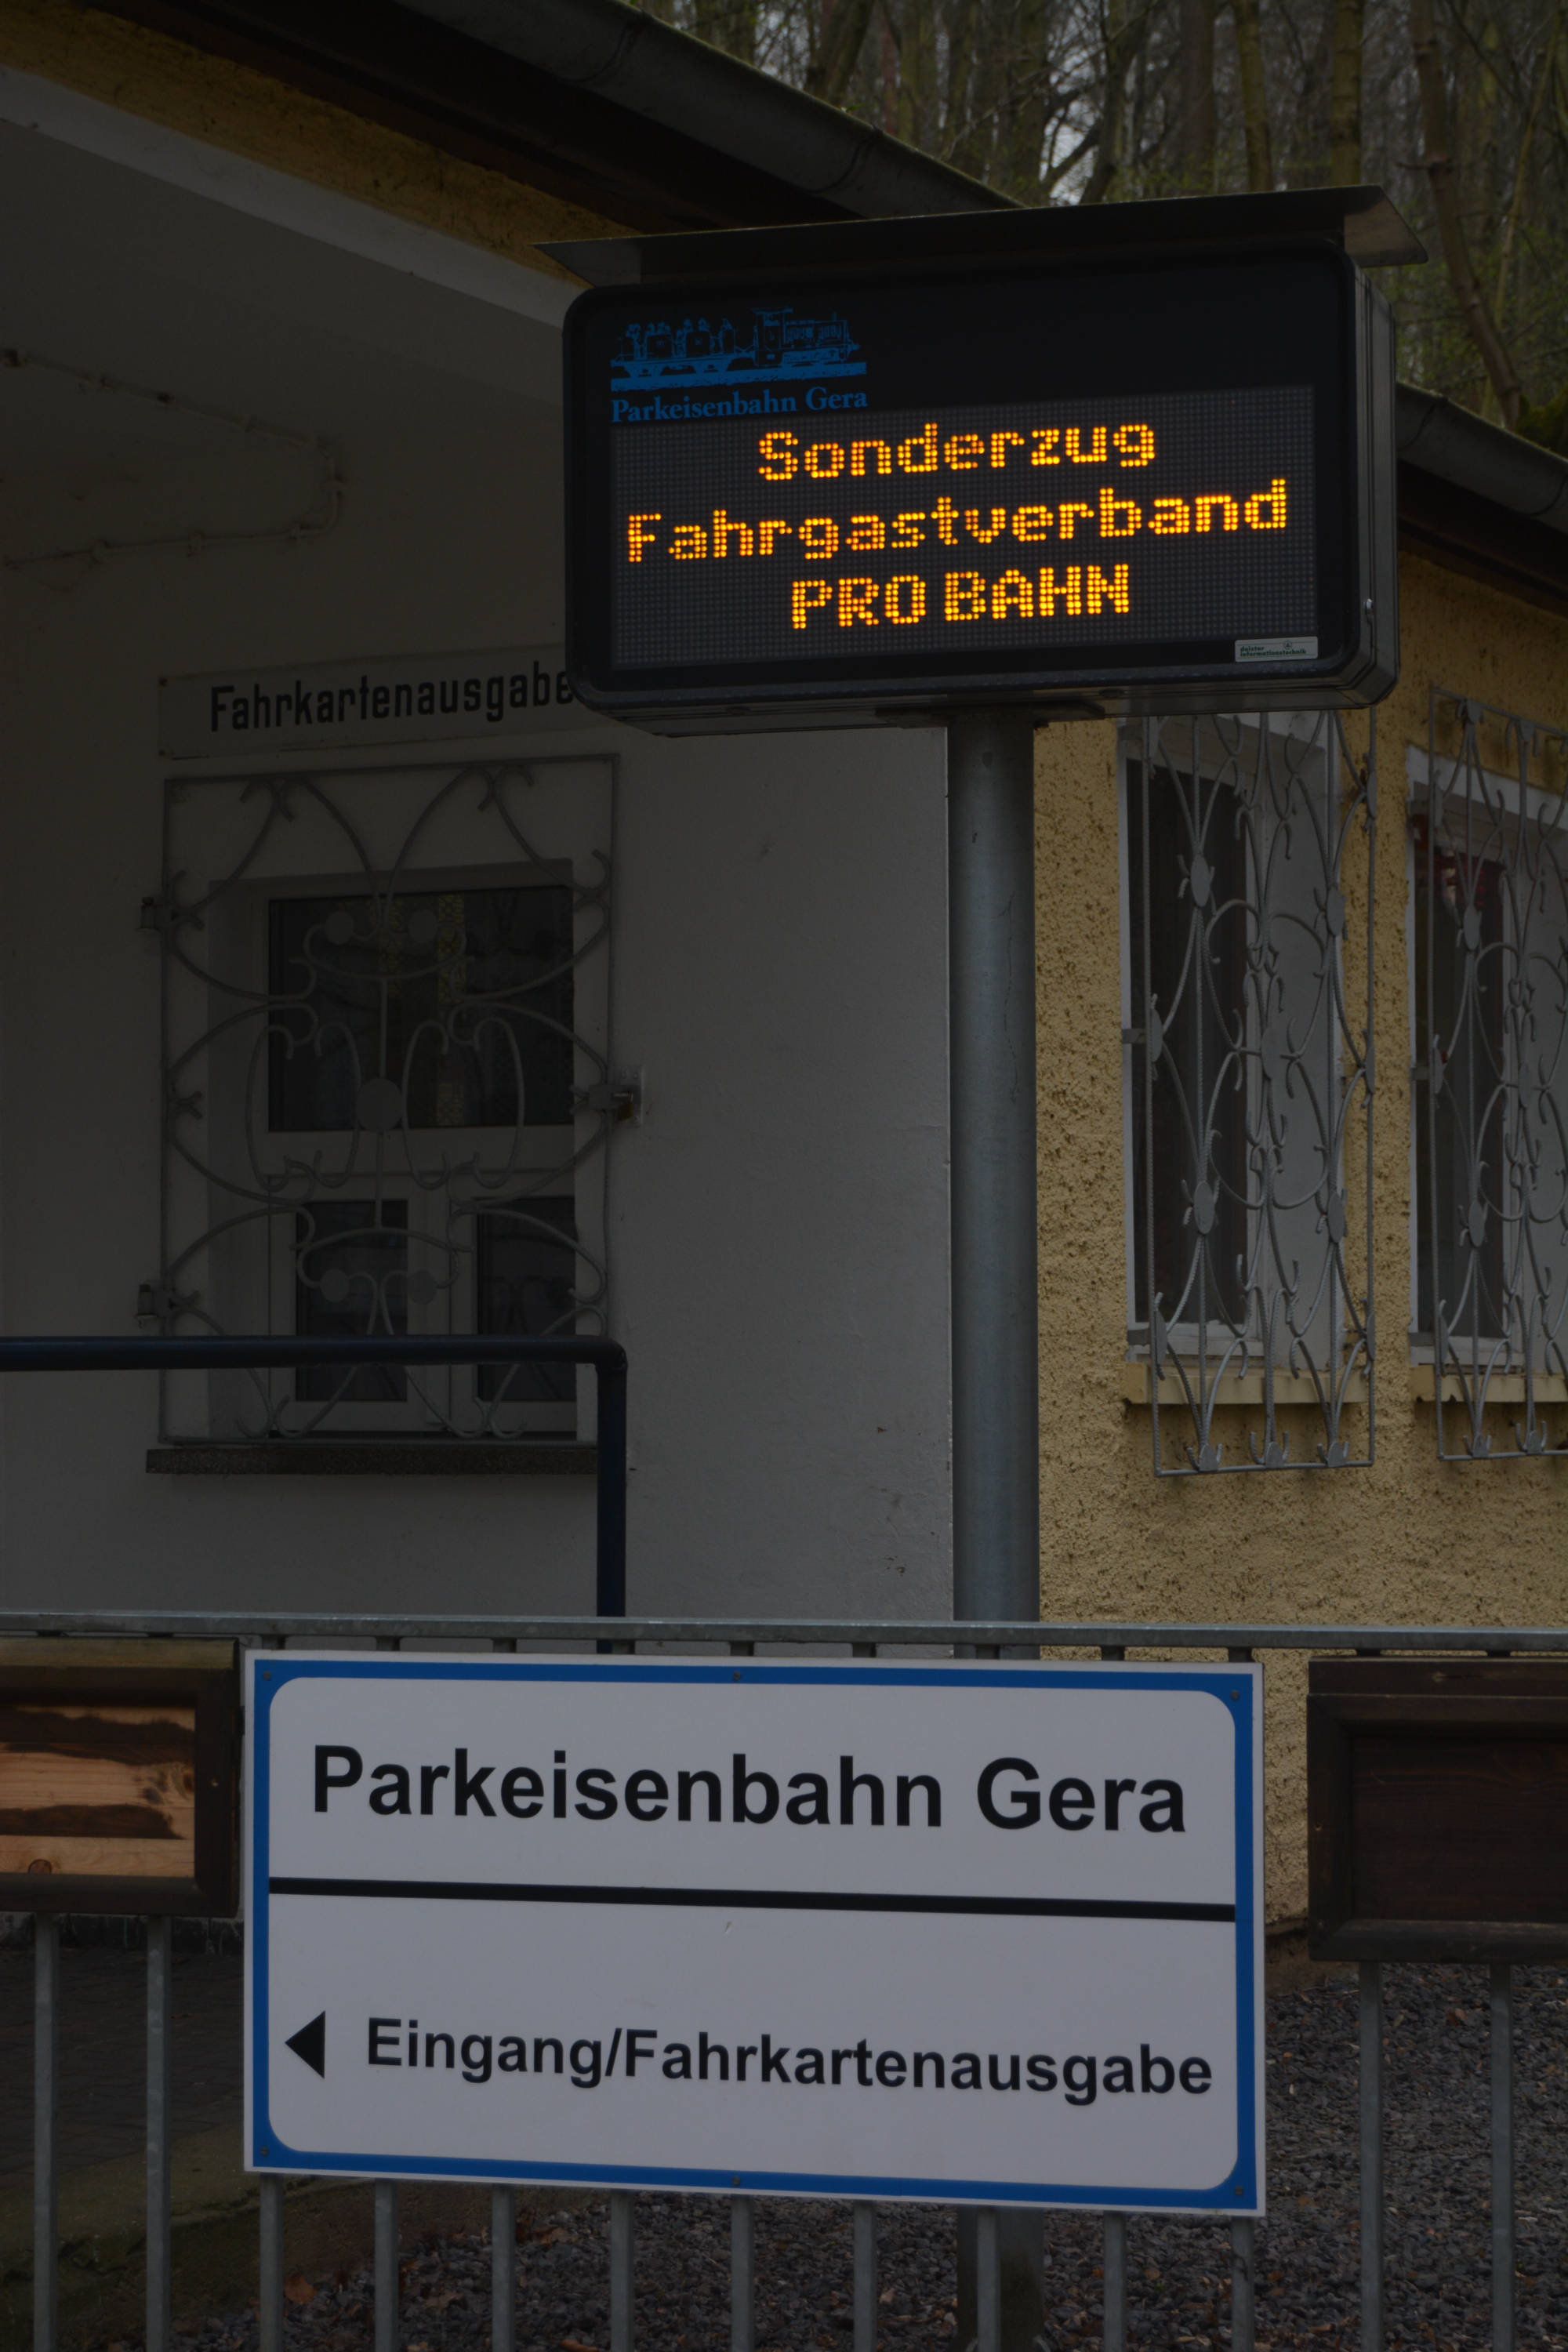 Parkeisenbahn Gera
Sonderzug
Fahrgastverband
PRO BAHN
Fahrkartenausgabe
Parkeisenbahn Gera
Eingang/Fahrkartenausgabe